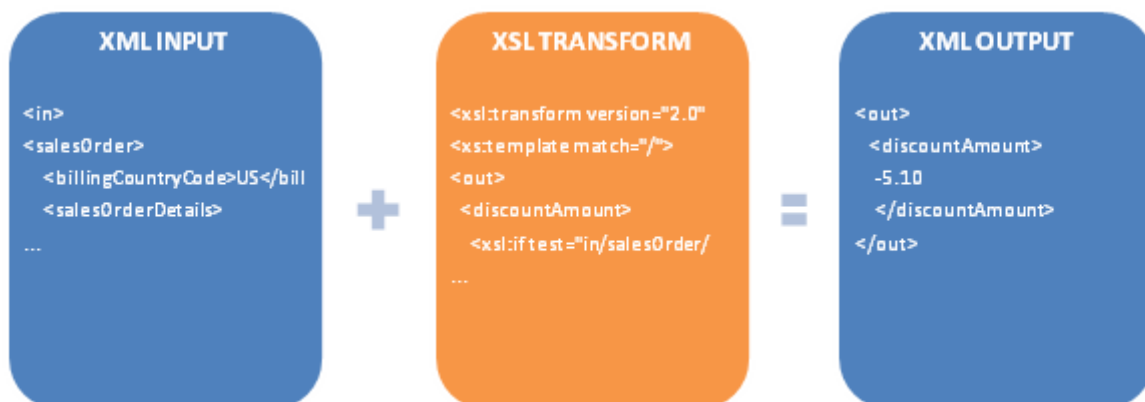 XML INPUT
<in>
<salesOrder>
<billingCountryCode>US</bill
<salesOrderDetails>
...
+
XSL TRANSFORM
<xsl:transform version="2.0"
<xs:template match="/">
<out>
<discountAmount>
<xsl:if test="in/salesOrder/
...
=
XML OUTPUT
<out>
<discountAmount>
-5.10
</discountAmount>
</out>